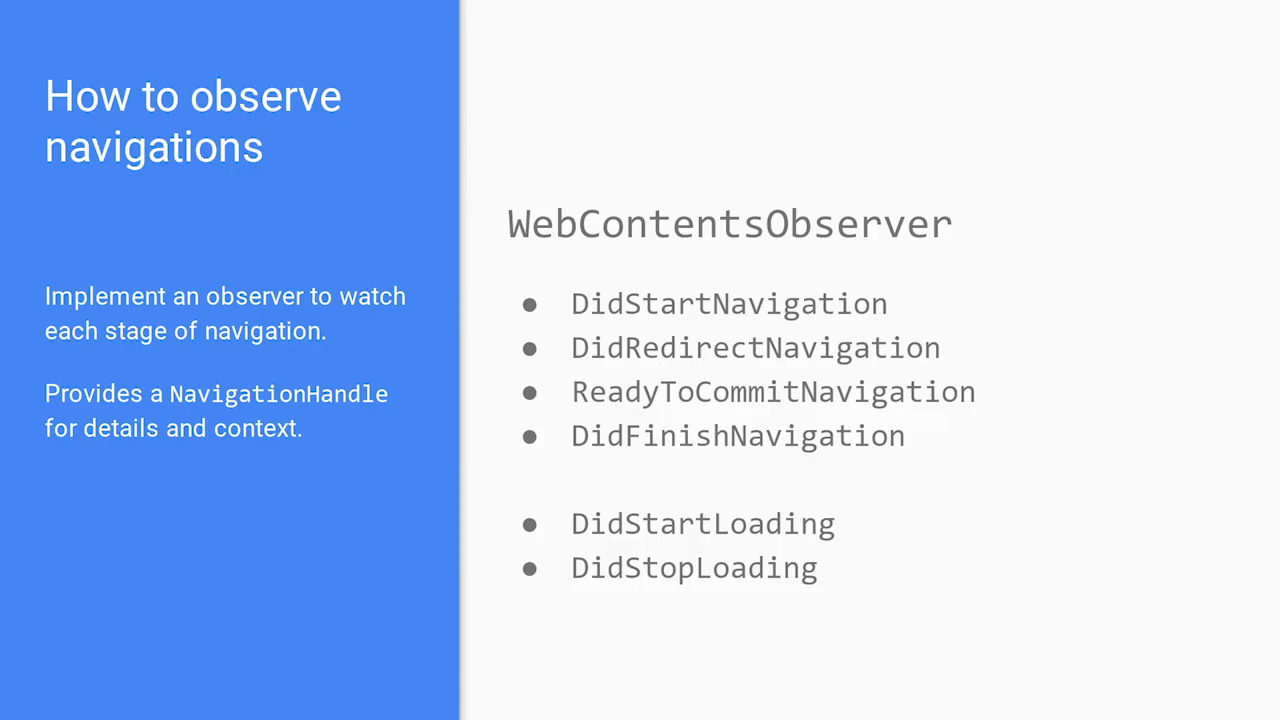 How to observe
navigations
Implement an observer to watch
each stage of navigation.
Provides a NavigationHandle
for details and context.
WebContentsObserver
● DidStartNavigation
● DidRedirectNavigation
● ReadyToCommitNavigation
● DidFinishNavigation
● DidStartLoading
● DidStopLoading